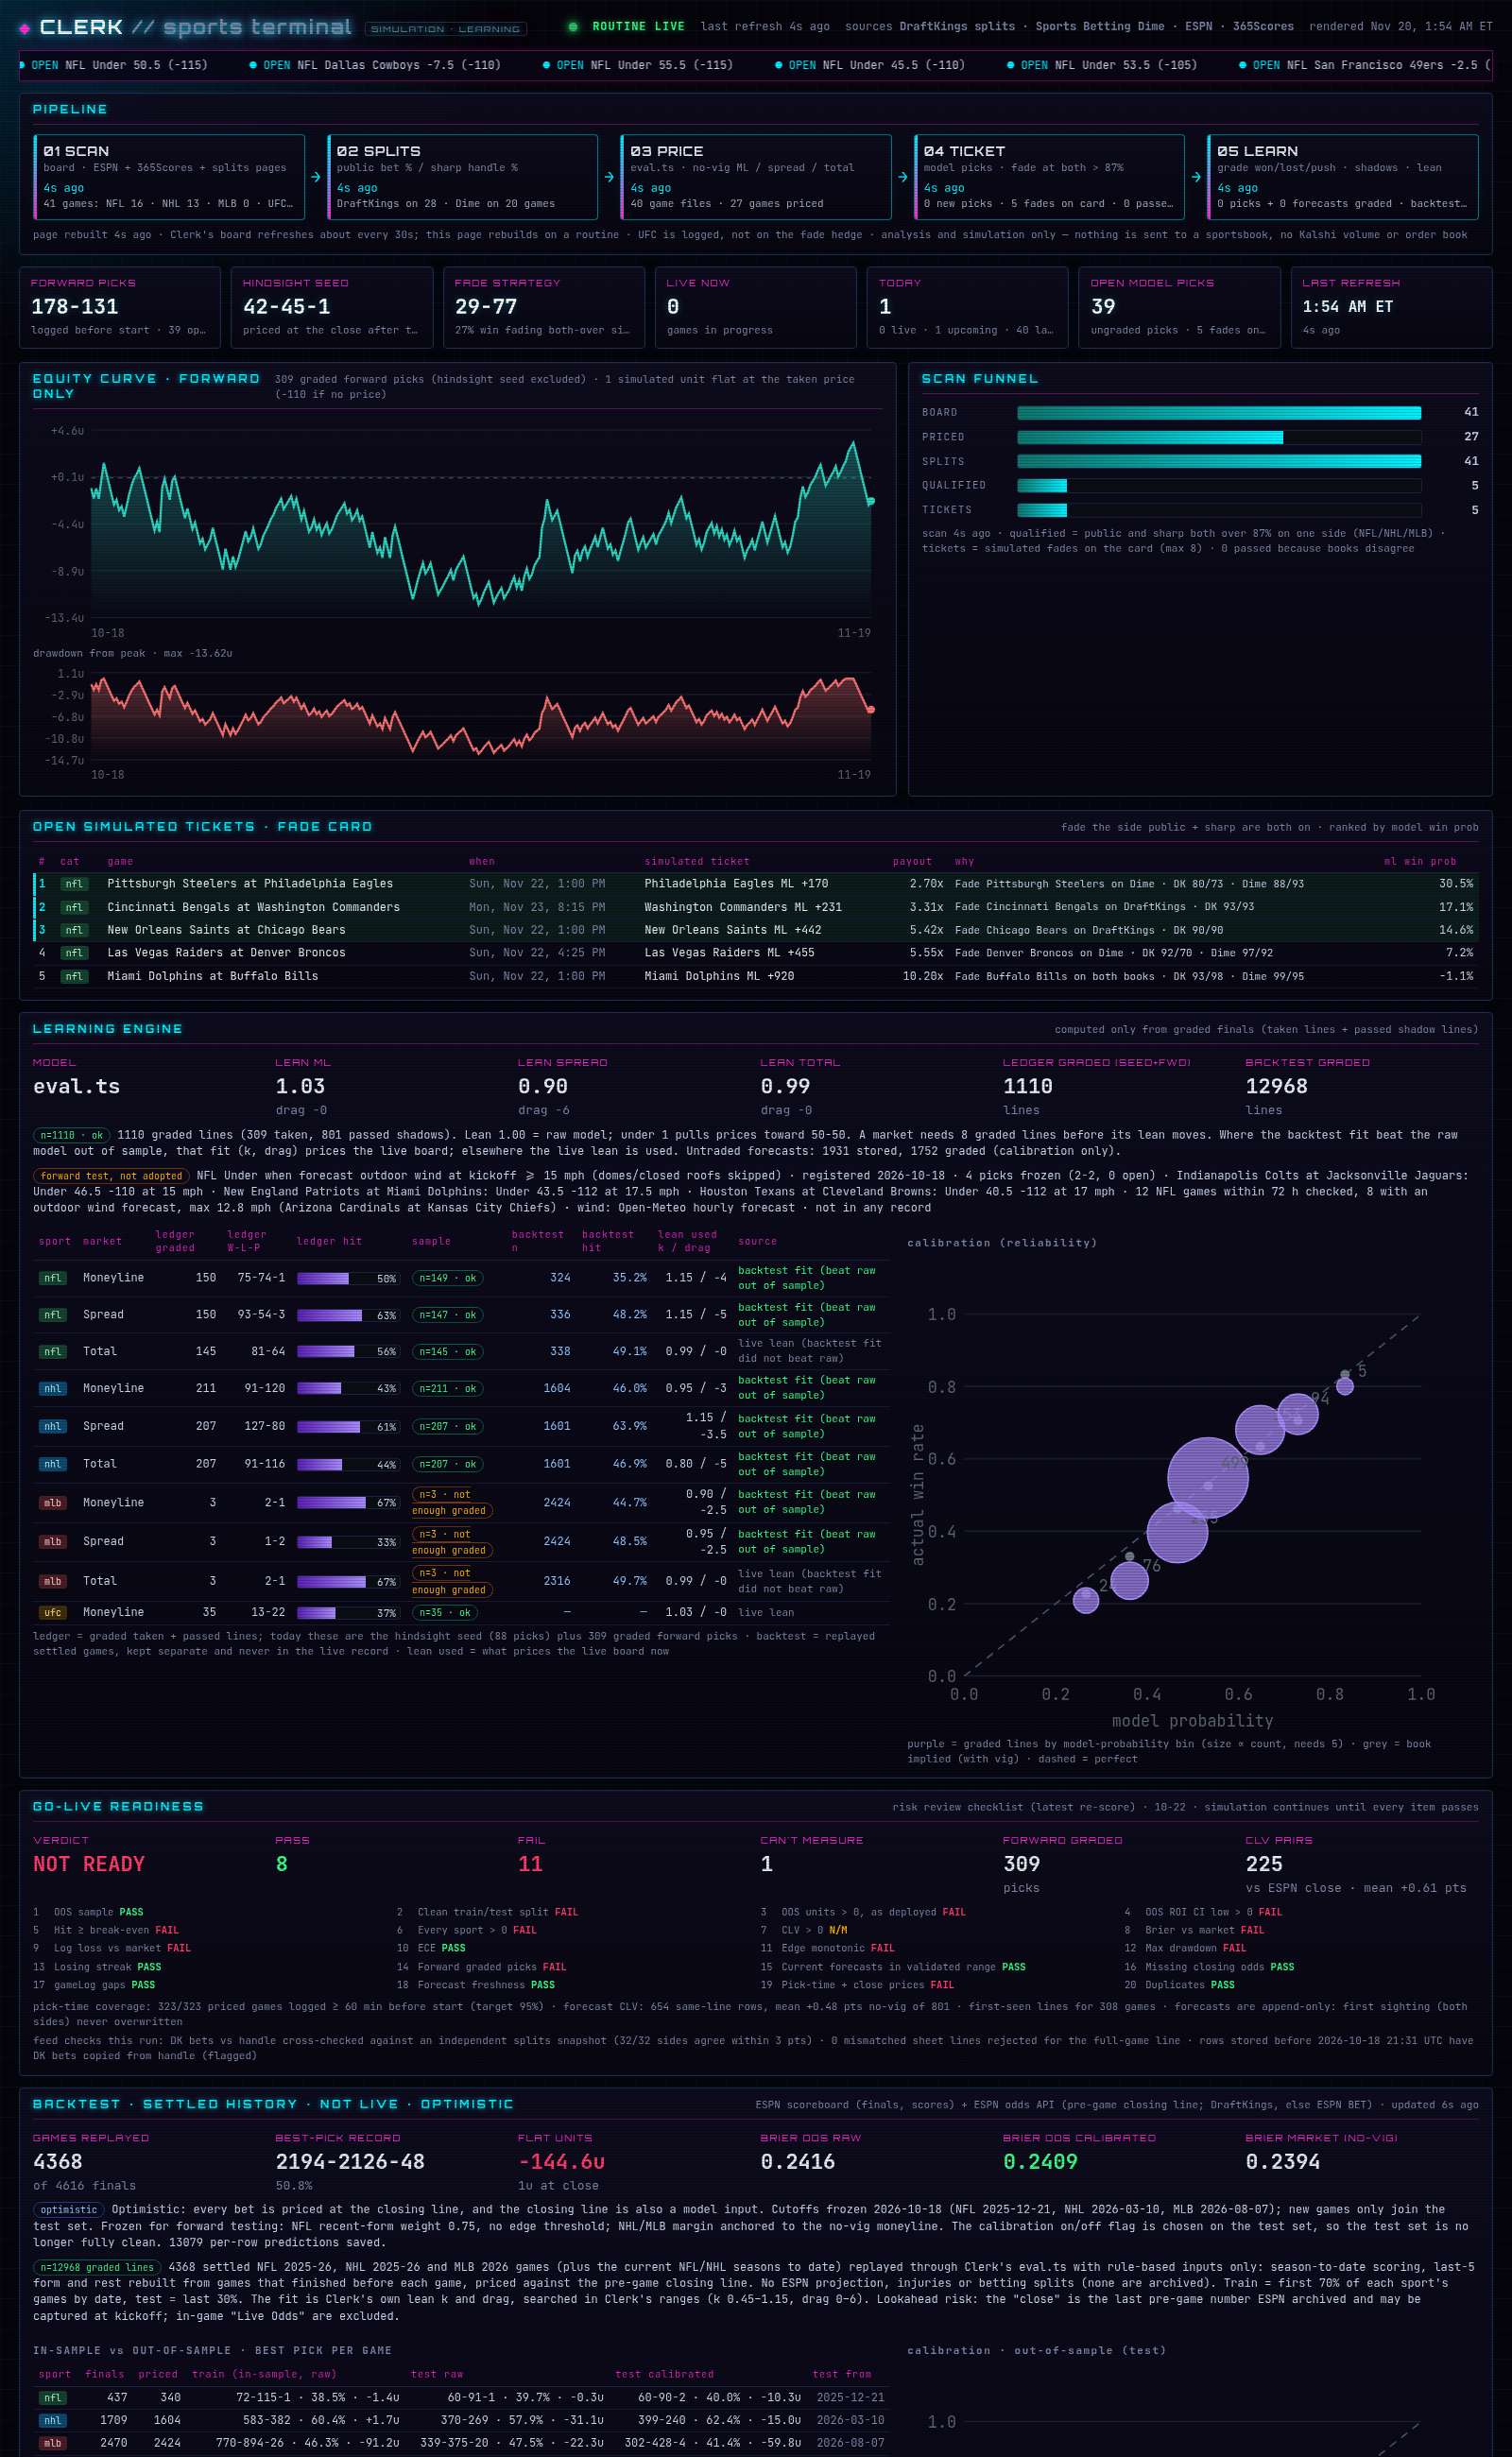 ◆ CLERK // sports terminal SIMULATION · LEARNING
● ROUTINE LIVE last refresh 4s ago sources DraftKings splits · Sports Betting Dime · ESPN · 365Scores rendered Nov 20, 1:54 AM ET
● OPEN NFL Under 50.5 (-115) ● OPEN NFL Dallas Cowboys -7.5 (-110) ● OPEN NFL Under 55.5 (-115) ● OPEN NFL Under 45.5 (-110) ● OPEN NFL Under 53.5 (-105) ● OPEN NFL San Francisco 49ers -2.5 (
PIPELINE
01 SCAN
board · ESPN + 365Scores + splits pages
4s ago
41 games: NFL 16 · NHL 13 · MLB 0 · UFC…
→
02 SPLITS
public bet % / sharp handle %
4s ago
DraftKings on 28 · Dime on 20 games
→
03 PRICE
eval.ts · no-vig ML / spread / total
4s ago
40 game files · 27 games priced
→
04 TICKET
model picks · fade at both > 87%
4s ago
0 new picks · 5 fades on card · 0 passe…
→
05 LEARN
grade won/lost/push · shadows · lean
4s ago
0 picks + 0 forecasts graded · backtest…
page rebuilt 4s ago · Clerk's board refreshes about every 30s; this page rebuilds on a routine · UFC is logged, not on the fade hedge · analysis and simulation only — nothing is sent to a sportsbook, no Kalshi volume or order book
FORWARD PICKS
178-131
logged before start · 39 op…
HINDSIGHT SEED
42-45-1
priced at the close after t…
FADE STRATEGY
29-77
27% win fading both-over si…
LIVE NOW
0
games in progress
TODAY
1
0 live · 1 upcoming · 40 la…
OPEN MODEL PICKS
39
ungraded picks · 5 fades on…
LAST REFRESH
1:54 AM ET
4s ago
EQUITY CURVE · FORWARD ONLY
309 graded forward picks (hindsight seed excluded) · 1 simulated unit flat at the taken price
(-110 if no price)
+4.6u
+0.1u
-4.4u
-8.9u
-13.4u
10-18 11-19
drawdown from peak · max -13.62u
1.1u
-2.9u
-6.8u
-10.8u
-14.7u
10-18 11-19
SCAN FUNNEL
BOARD 41
PRICED 27
SPLITS 41
QUALIFIED 5
TICKETS 5
scan 4s ago · qualified = public and sharp both over 87% on one side (NFL/NHL/MLB) ·
tickets = simulated fades on the card (max 8) · 0 passed because books disagree
OPEN SIMULATED TICKETS · FADE CARD
fade the side public + sharp are both on · ranked by model win prob
# cat game when simulated ticket payout why ml win prob
1 nfl Pittsburgh Steelers at Philadelphia Eagles Sun, Nov 22, 1:00 PM Philadelphia Eagles ML +170 2.70x Fade Pittsburgh Steelers on Dime · DK 80/73 · Dime 88/93 30.5%
2 nfl Cincinnati Bengals at Washington Commanders Mon, Nov 23, 8:15 PM Washington Commanders ML +231 3.31x Fade Cincinnati Bengals on DraftKings · DK 93/93 17.1%
3 nfl New Orleans Saints at Chicago Bears Sun, Nov 22, 1:00 PM New Orleans Saints ML +442 5.42x Fade Chicago Bears on DraftKings · DK 90/90 14.6%
4 nfl Las Vegas Raiders at Denver Broncos Sun, Nov 22, 4:25 PM Las Vegas Raiders ML +455 5.55x Fade Denver Broncos on Dime · DK 92/70 · Dime 97/92 7.2%
5 nfl Miami Dolphins at Buffalo Bills Sun, Nov 22, 1:00 PM Miami Dolphins ML +920 10.20x Fade Buffalo Bills on both books · DK 93/98 · Dime 99/95 -1.1%
LEARNING ENGINE
computed only from graded finals (taken lines + passed shadow lines)
MODEL
eval.ts
LEAN ML
1.03
drag -0
LEAN SPREAD
0.90
drag -6
LEAN TOTAL
0.99
drag -0
LEDGER GRADED (SEED+FWD)
1110
lines
BACKTEST GRADED
12968
lines
n=1110 · ok 1110 graded lines (309 taken, 801 passed shadows). Lean 1.00 = raw model; under 1 pulls prices toward 50-50. A market needs 8 graded lines before its lean moves. Where the backtest fit beat the raw
model out of sample, that fit (k, drag) prices the live board; elsewhere the live lean is used. Untraded forecasts: 1931 stored, 1752 graded (calibration only).
forward test, not adopted NFL Under when forecast outdoor wind at kickoff ≥ 15 mph (domes/closed roofs skipped) · registered 2026-10-18 · 4 picks frozen (2-2, 0 open) · Indianapolis Colts at Jacksonville Jaguars:
Under 46.5 -110 at 15 mph · New England Patriots at Miami Dolphins: Under 43.5 -112 at 17.5 mph · Houston Texans at Cleveland Browns: Under 40.5 -112 at 17 mph · 12 NFL games within 72 h checked, 8 with an
outdoor wind forecast, max 12.8 mph (Arizona Cardinals at Kansas City Chiefs) · wind: Open-Meteo hourly forecast · not in any record
sport market ledger graded ledger W-L-P ledger hit sample backtest n backtest hit lean used k / drag source
nfl Moneyline 150 75-74-1 50% n=149 · ok 324 35.2% 1.15 / -4 backtest fit (beat raw out of sample)
nfl Spread 150 93-54-3 63% n=147 · ok 336 48.2% 1.15 / -5 backtest fit (beat raw out of sample)
nfl Total 145 81-64 56% n=145 · ok 338 49.1% 0.99 / -0 live lean (backtest fit did not beat raw)
nhl Moneyline 211 91-120 43% n=211 · ok 1604 46.0% 0.95 / -3 backtest fit (beat raw out of sample)
nhl Spread 207 127-80 61% n=207 · ok 1601 63.9% 1.15 / -3.5 backtest fit (beat raw out of sample)
nhl Total 207 91-116 44% n=207 · ok 1601 46.9% 0.80 / -5 backtest fit (beat raw out of sample)
mlb Moneyline 3 2-1 67% n=3 · not enough graded 2424 44.7% 0.90 / -2.5 backtest fit (beat raw out of sample)
mlb Spread 3 1-2 33% n=3 · not enough graded 2424 48.5% 0.95 / -2.5 backtest fit (beat raw out of sample)
mlb Total 3 2-1 67% n=3 · not enough graded 2316 49.7% 0.99 / -0 live lean (backtest fit did not beat raw)
ufc Moneyline 35 13-22 37% n=35 · ok — — 1.03 / -0 live lean
ledger = graded taken + passed lines; today these are the hindsight seed (88 picks) plus 309 graded forward picks · backtest = replayed
settled games, kept separate and never in the live record · lean used = what prices the live board now
calibration (reliability)
1.0
0.8
0.6
0.4
0.2
0.0
actual win rate
5
94
499
76
0.0 0.2 0.4 0.6 0.8 1.0
model probability
purple = graded lines by model-probability bin (size ∝ count, needs 5) · grey = book
implied (with vig) · dashed = perfect
GO-LIVE READINESS
risk review checklist (latest re-score) · 10-22 · simulation continues until every item passes
VERDICT
NOT READY
PASS
8
FAIL
11
CAN'T MEASURE
1
FORWARD GRADED
309
picks
CLV PAIRS
225
vs ESPN close · mean +0.61 pts
1 OOS sample PASS 2 Clean train/test split FAIL 3 OOS units > 0, as deployed FAIL 4 OOS ROI CI low > 0 FAIL
5 Hit ≥ break-even FAIL 6 Every sport > 0 FAIL 7 CLV > 0 N/M 8 Brier vs market FAIL
9 Log loss vs market FAIL 10 ECE PASS 11 Edge monotonic FAIL 12 Max drawdown FAIL
13 Losing streak PASS 14 Forward graded picks FAIL 15 Current forecasts in validated range PASS 16 Missing closing odds PASS
17 gameLog gaps PASS 18 Forecast freshness PASS 19 Pick-time + close prices FAIL 20 Duplicates PASS
pick-time coverage: 323/323 priced games logged ≥ 60 min before start (target 95%) · forecast CLV: 654 same-line rows, mean +0.48 pts no-vig of 801 · first-seen lines for 308 games · forecasts are append-only: first sighting (both
sides) never overwritten
feed checks this run: DK bets vs handle cross-checked against an independent splits snapshot (32/32 sides agree within 3 pts) · 0 mismatched sheet lines rejected for the full-game line · rows stored before 2026-10-18 21:31 UTC have
DK bets copied from handle (flagged)
BACKTEST · SETTLED HISTORY · NOT LIVE · OPTIMISTIC
ESPN scoreboard (finals, scores) + ESPN odds API (pre-game closing line; DraftKings, else ESPN BET) · updated 6s ago
GAMES REPLAYED
4368
of 4616 finals
BEST-PICK RECORD
2194-2126-48
50.8%
FLAT UNITS
-144.6u
1u at close
BRIER OOS RAW
0.2416
BRIER OOS CALIBRATED
0.2409
BRIER MARKET (NO-VIG)
0.2394
optimistic Optimistic: every bet is priced at the closing line, and the closing line is also a model input. Cutoffs frozen 2026-10-18 (NFL 2025-12-21, NHL 2026-03-10, MLB 2026-08-07); new games only join the
test set. Frozen for forward testing: NFL recent-form weight 0.75, no edge threshold; NHL/MLB margin anchored to the no-vig moneyline. The calibration on/off flag is chosen on the test set, so the test set is no
longer fully clean. 13079 per-row predictions saved.
n=12968 graded lines 4368 settled NFL 2025-26, NHL 2025-26 and MLB 2026 games (plus the current NFL/NHL seasons to date) replayed through Clerk's eval.ts with rule-based inputs only: season-to-date scoring, last-5
form and rest rebuilt from games that finished before each game, priced against the pre-game closing line. No ESPN projection, injuries or betting splits (none are archived). Train = first 70% of each sport's
games by date, test = last 30%. The fit is Clerk's own lean k and drag, searched in Clerk's ranges (k 0.45–1.15, drag 0–6). Lookahead risk: the "close" is the last pre-game number ESPN archived and may be
captured at kickoff; in-game "Live Odds" are excluded.
IN-SAMPLE vs OUT-OF-SAMPLE · BEST PICK PER GAME
sport finals priced train (in-sample, raw) test raw test calibrated test from
nfl 437 340 72-115-1 · 38.5% · -1.4u 60-91-1 · 39.7% · -0.3u 60-90-2 · 40.0% · -10.3u 2025-12-21
nhl 1709 1604 583-382 · 60.4% · +1.7u 370-269 · 57.9% · -31.1u 399-240 · 62.4% · -15.0u 2026-03-10
mlb 2470 2424 770-894-26 · 46.3% · -91.2u 339-375-20 · 47.5% · -22.3u 302-428-4 · 41.4% · -59.8u 2026-08-07
calibration · out-of-sample (test)
1.0